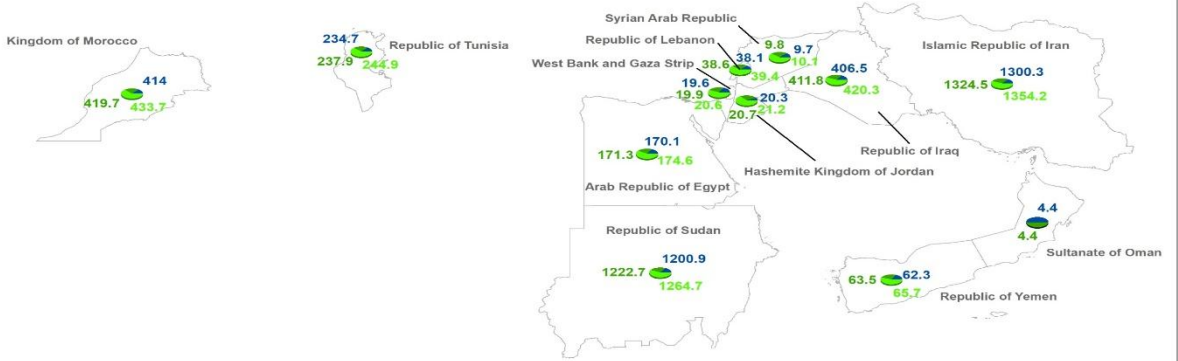 Kingdom of Morocco
414
419.7
433.7
234.7
Republic of Tunisia
237.9
244.9
Syrian Arab Republic
9.8
9.7
10.1
Republic of Lebanon
38.1
38.6
39.4
West Bank and Gaza Strip
19.6
19.9
20.6
20.3
20.7
21.2
406.5
411.8
420.3
Islamic Republic of Iran
1300.3
1324.5
1354.2
Republic of Iraq
Hashemite Kingdom of Jordan
170.1
171.3
174.6
Arab Republic of Egypt
Republic of Sudan
1200.9
1222.7
1264.7
4.4
4.4
Sultanate of Oman
62.3
63.5
65.7
Republic of Yemen